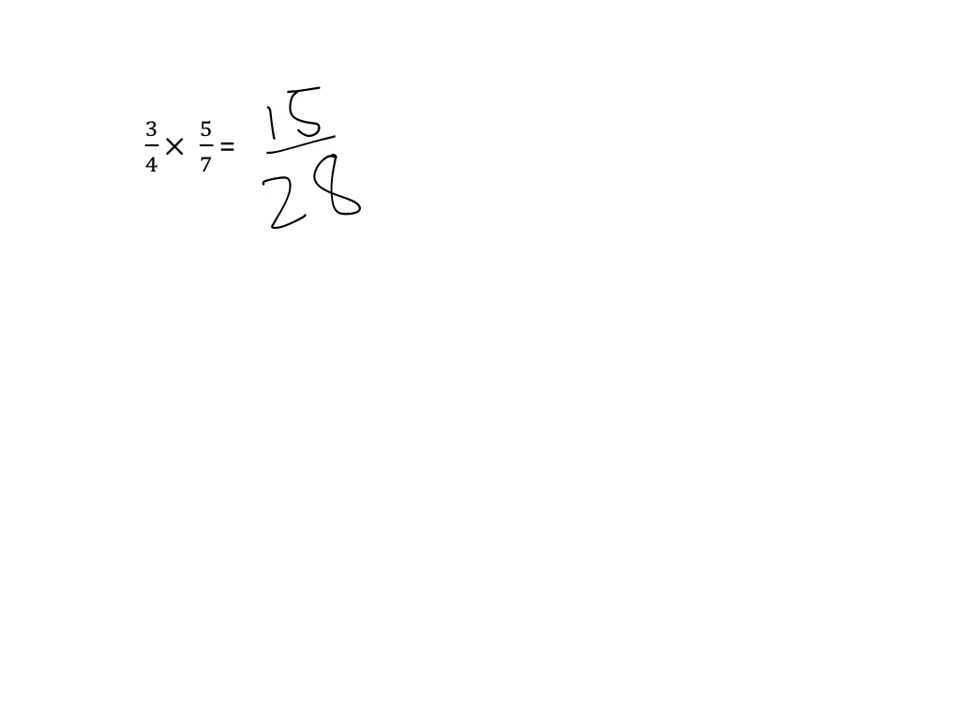 3/4 × 5/7 = 15/28